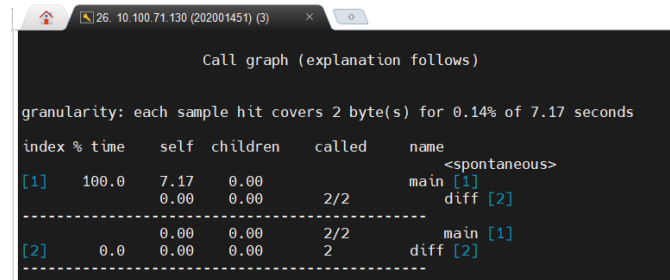 26. 10.100.71.130 (202001451) (3)
Call graph (explanation follows)
granularity: each sample hit covers 2 byte(s) for 0.14% of 7.17 seconds
index % time self children called name
<spontaneous>
[1] 100.0 7.17 0.00 main [1]
0.00 0.00 2/2 diff [2]
-----------------------------------------------
0.00 0.00 2/2 main [1]
[2] 0.0 0.00 0.00 2 diff [2]
-----------------------------------------------